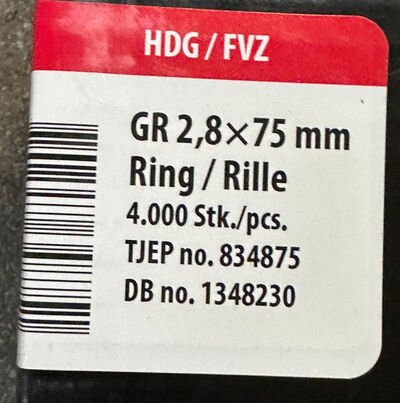 HDG / FVZ
GR 2,8×75 mm
Ring / Rille
4.000 Stk./pcs.
TJEP no. 834875
DB no. 1348230